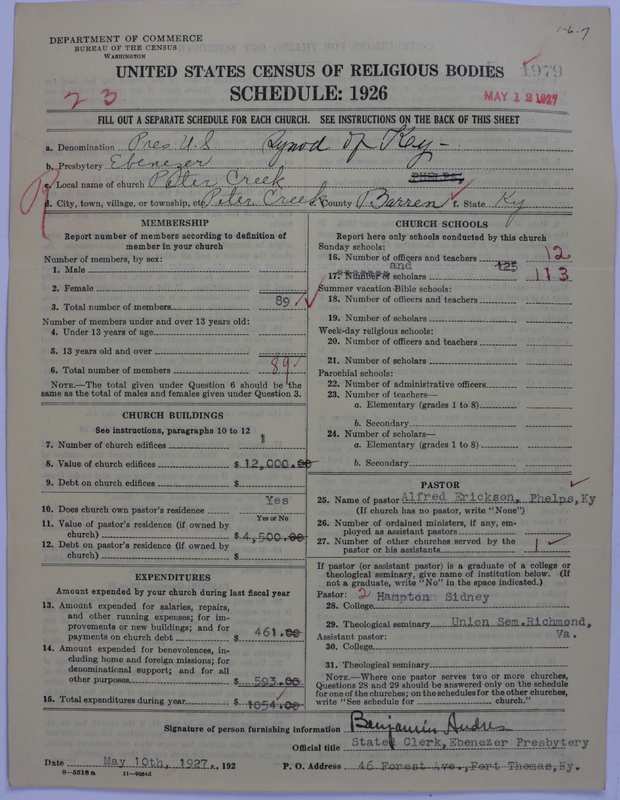 1-6-7
DEPARTMENT OF COMMERCE
BUREAU OF THE CENSUS
WASHINGTON
UNITED STATES CENSUS OF RELIGIOUS BODIES
1979
SCHEDULE: 1926
23
MAY 12 1927
FILL OUT A SEPARATE SCHEDULE FOR EACH CHURCH. SEE INSTRUCTIONS ON THE BACK OF THIS SHEET
a. Denomination Pres U.S Synod of Key-
b. Presbytery Ebenezer
c. Local name of church Peter Creek
d. City, town, village, or township, etc. Peter Creek County Barren f. State Ky
MEMBERSHIP
Report number of members according to definition of
member in your church
Number of members, by sex:
1. Male
2. Female
3. Total number of members 89
Number of members under and over 13 years old:
4. Under 13 years of age
5. 13 years old and over
6. Total number of members 89
NOTE.—The total given under Question 6 should be the
same as the total of males and females given under Question 3.
CHURCH BUILDINGS
See instructions, paragraphs 10 to 12
7. Number of church edifices 1
8. Value of church edifices $ 12,000.00
9. Debt on church edifices $
10. Does church own pastor's residence Yes
Yes or No
11. Value of pastor's residence (if owned by
church) $ 4,500.00
12. Debt on pastor's residence (if owned by
church) $
EXPENDITURES
Amount expended by your church during last fiscal year
13. Amount expended for salaries, repairs,
and other running expenses; for im-
provements or new buildings; and for
payments on church debt $ 461.00
14. Amount expended for benevolences, in-
cluding home and foreign missions; for
denominational support; and for all
other purposes $ 593.00
15. Total expenditures during year $ 1054.00
CHURCH SCHOOLS
Report here only schools conducted by this church
Sunday schools:
16. Number of officers and teachers 12
and 125
17. Number of scholars 113
Summer vacation Bible schools:
18. Number of officers and teachers
19. Number of scholars
Week-day religious schools:
20. Number of officers and teachers
21. Number of scholars
Parochial schools:
22. Number of administrative officers
23. Number of teachers—
a. Elementary (grades 1 to 8)
b. Secondary
24. Number of scholars—
a. Elementary (grades 1 to 8)
b. Secondary
PASTOR
25. Name of pastor Alfred Erickson, Phelps, Ky
(If church has no pastor, write "None")
26. Number of ordained ministers, if any, em-
ployed as assistant pastors
27. Number of other churches served by the
pastor or his assistants 1
If pastor (or assistant pastor) is a graduate of a college or
theological seminary, give name of institution below. (If
not a graduate, write "No" in the space indicated.)
Pastor: 2 Hampton Sidney
28. College
29. Theological seminary Union Sem. Richmond,
Assistant pastor: Va.
30. College
31. Theological seminary
NOTE.—Where one pastor serves two or more churches,
Questions 28 and 29 should be answered only on the schedule
for one of the churches; on the schedules for the other churches,
write "See schedule for church."
Signature of person furnishing information Benjamin Andres
Official title Stated Clerk, Ebenezer Presbytery
Date May 10th, 1927., 192 P. O. Address 46 Forest Ave., Fort Thomas, Ky.
8-5518a